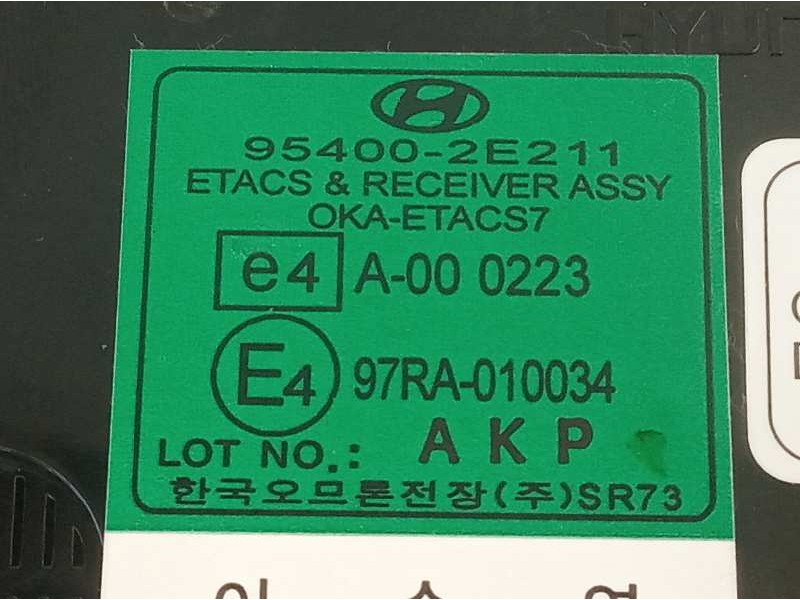 95400-2E211
ETACS & RECEIVER ASSY
OKA-ETACS7
e4 A-00 0223
E4 97RA-010034
LOT NO.: AKP
한국오므론전장(주)SR73